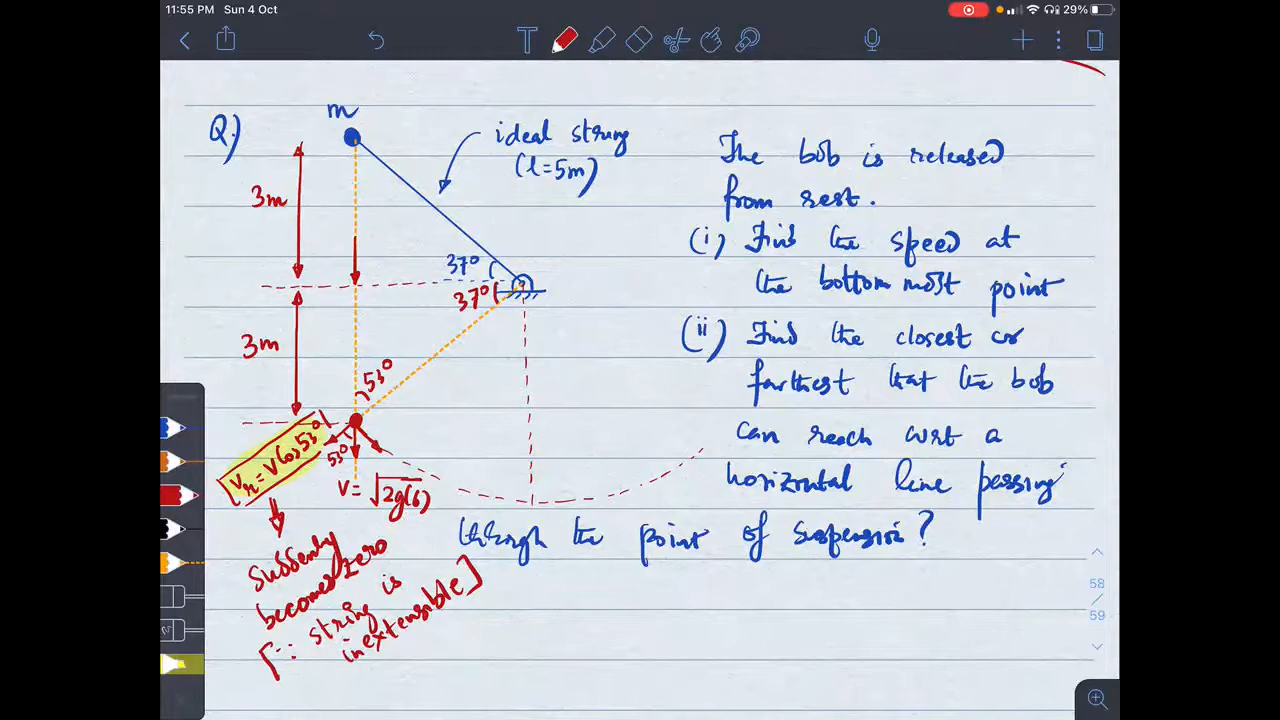 11:55 PM Sun 4 Oct
29%
T
Q.)
m
ideal string
(l=5m)
3m
37°
37°
3m
53°
53°
Vr = V Cos 53°
V = √2g(6)
Suddenly
becomes zero
[∵ string is
inextensible]
The bob is released
from rest.
(i) Find the speed at
the bottom most point
(ii) Find the closest or
farthest that the bob
can reach wrt a
horizontal line passing
through the point of suspension?
58
59